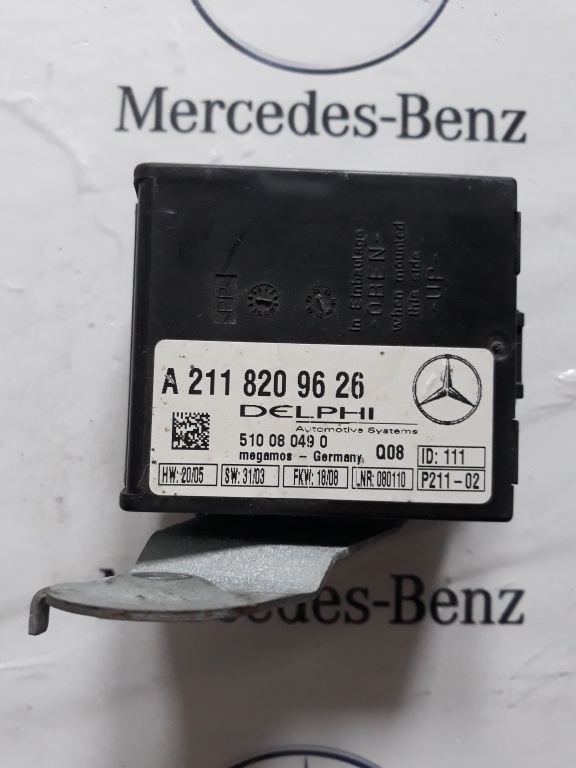 Mercedes-Benz
In Einbaulage
-OBEN-
when mounted
this side
-UP-
A 211 820 96 26
DELPHI
Automotive Systems
51 08 049 0
megamos - Germany
Q08
ID: 111
HW: 20/05
SW: 31/03
FKW: 18/08
LNR: 080110
P211-02
Mercedes-Benz